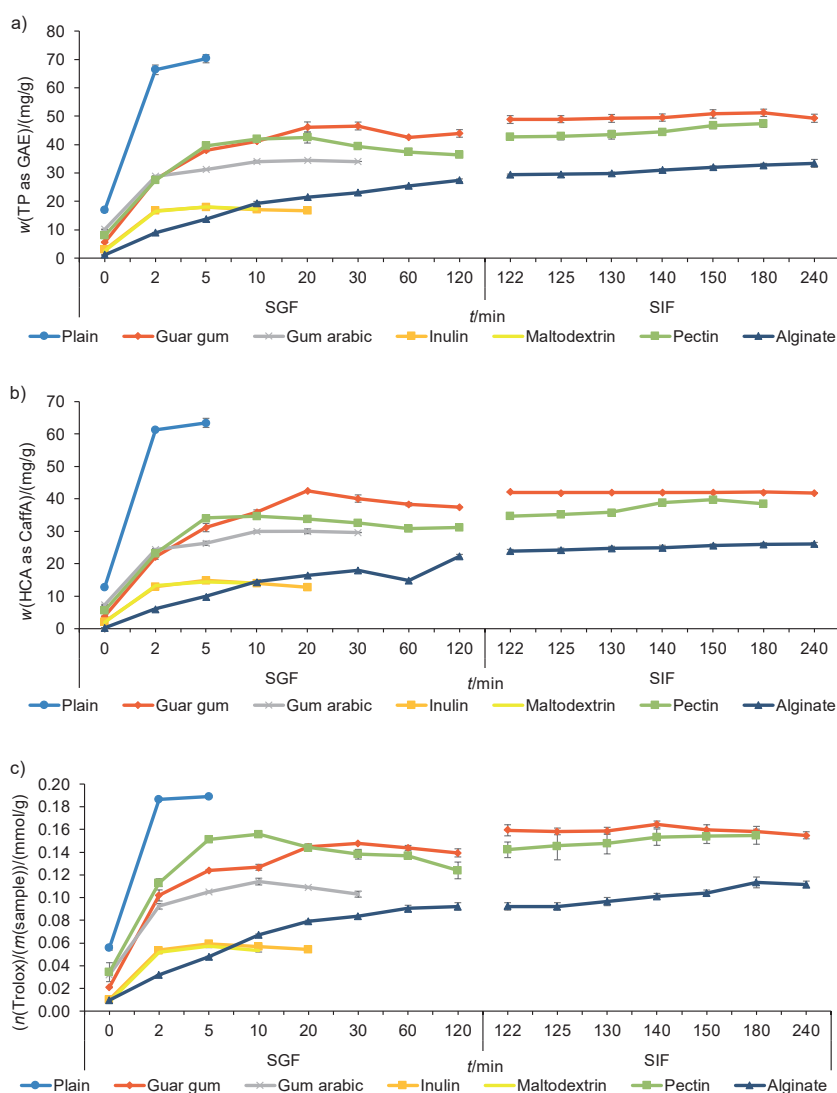 a)
w(TP as GAE)/(mg/g)
80
70
60
50
40
30
20
10
0
0 2 5 10 20 30 60 120 122 125 130 140 150 180 240
SGF SIF
t/min
Plain Guar gum Gum arabic Inulin Maltodextrin Pectin Alginate
b)
w(HCA as CaffA)/(mg/g)
70
60
50
40
30
20
10
0
0 2 5 10 20 30 60 120 122 125 130 140 150 180 240
SGF SIF
t/min
Plain Guar gum Gum arabic Inulin Maltodextrin Pectin Alginate
c)
(n(Trolox)/(m(sample))/(mmol/g)
0.20
0.18
0.16
0.14
0.12
0.10
0.08
0.06
0.04
0.02
0.00
0 2 5 10 20 30 60 120 122 125 130 140 150 180 240
SGF SIF
t/min
Plain Guar gum Gum arabic Inulin Maltodextrin Pectin Alginate